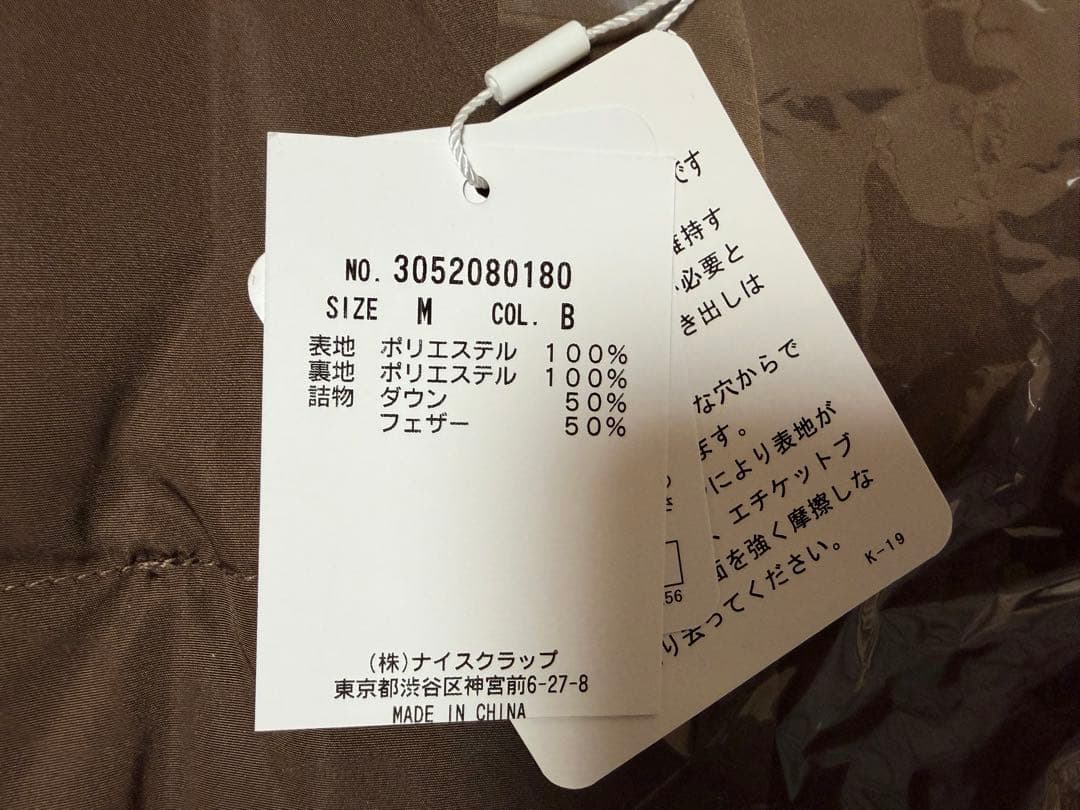 NO. 3052080180
SIZE M COL. B
表地 ポリエステル 100%
裏地 ポリエステル 100%
詰物 ダウン 50%
フェザー 50%
(株)ナイスクラップ
東京都渋谷区神宮前6-27-8
MADE IN CHINA
です
維持す
必要と
き出しは
な穴からで
ます。
により表地が
、エチケットブ
面を強く摩擦しな
り去ってください。
K-19
56